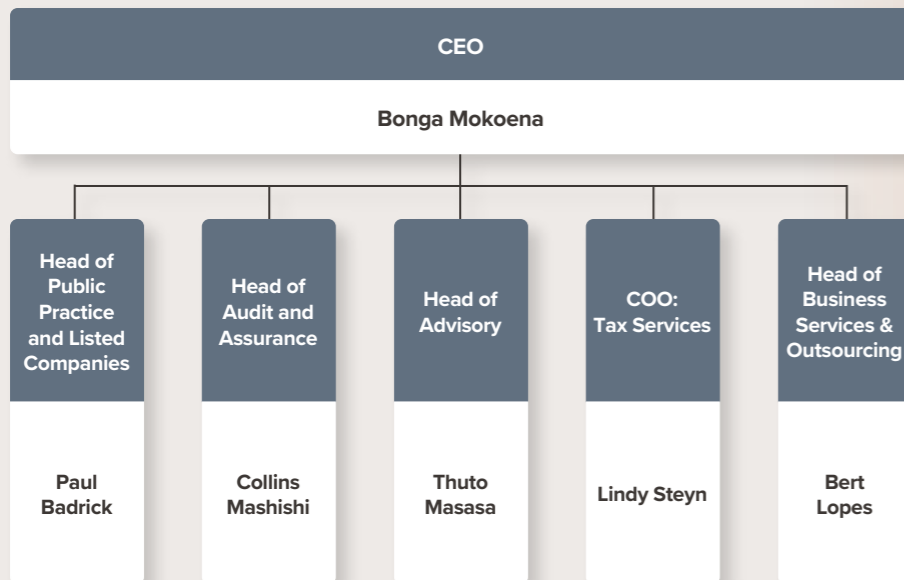 CEO
Bonga Mokoena
Head of
Public
Practice
and Listed
Companies
Paul
Badrick
Head of
Audit and
Assurance
Collins
Mashishi
Head of
Advisory
Thuto
Masasa
COO:
Tax Services
Lindy Steyn
Head of
Business
Services &
Outsourcing
Bert
Lopes